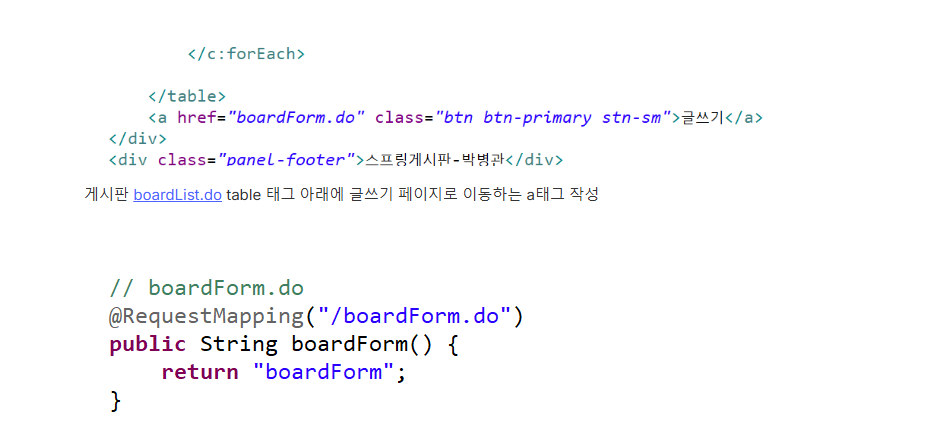 </c:forEach>
</table>
<a href="boardForm.do" class="btn btn-primary stn-sm">글쓰기</a>
</div>
<div class="panel-footer">스프링게시판-박병관</div>
게시판 boardList.do table 태그 아래에 글쓰기 페이지로 이동하는 a태그 작성
// boardForm.do
@RequestMapping("/boardForm.do")
public String boardForm() {
return "boardForm";
}